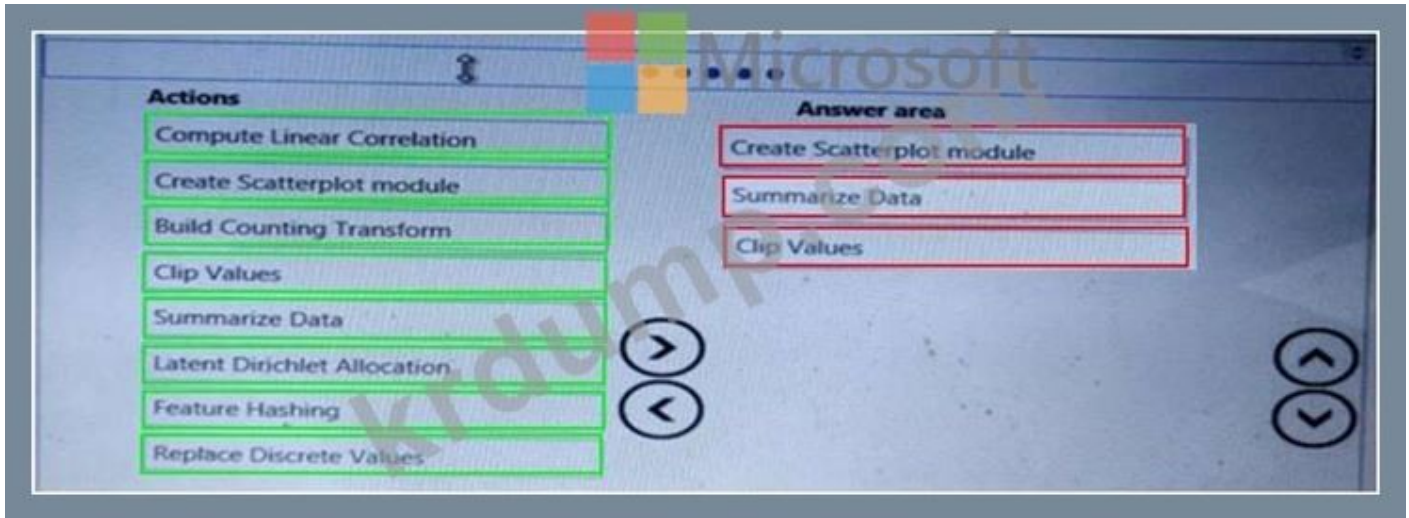 Microsoft
Actions
Answer area
Compute Linear Correlation
Create Scatterplot module
Build Counting Transform
Clip Values
Summarize Data
Latent Dirichlet Allocation
Feature Hashing
Replace Discrete Values
Create Scatterplot module
Summarize Data
Clip Values
krdump.com